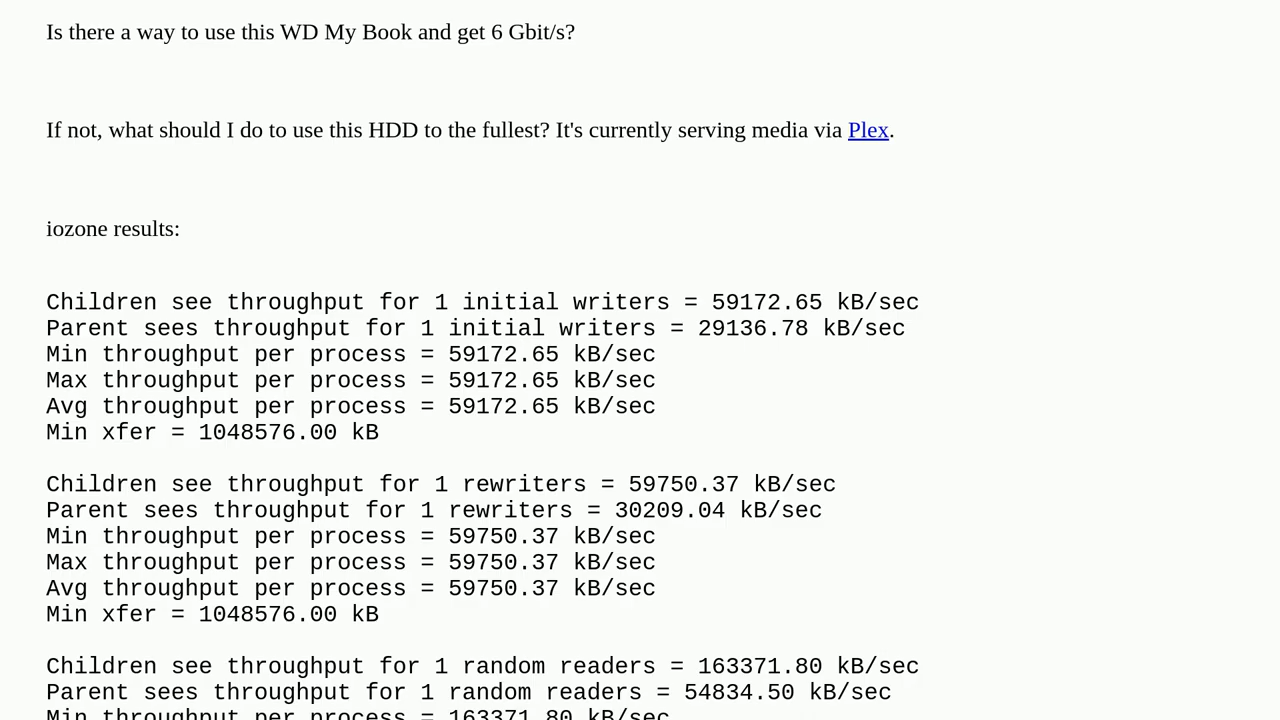 Is there a way to use this WD My Book and get 6 Gbit/s?
If not, what should I do to use this HDD to the fullest? It's currently serving media via Plex.
iozone results:
Children see throughput for 1 initial writers = 59172.65 kB/sec
Parent sees throughput for 1 initial writers = 29136.78 kB/sec
Min throughput per process = 59172.65 kB/sec
Max throughput per process = 59172.65 kB/sec
Avg throughput per process = 59172.65 kB/sec
Min xfer = 1048576.00 kB
Children see throughput for 1 rewriters = 59750.37 kB/sec
Parent sees throughput for 1 rewriters = 30209.04 kB/sec
Min throughput per process = 59750.37 kB/sec
Max throughput per process = 59750.37 kB/sec
Avg throughput per process = 59750.37 kB/sec
Min xfer = 1048576.00 kB
Children see throughput for 1 random readers = 163371.80 kB/sec
Parent sees throughput for 1 random readers = 54834.50 kB/sec
Min throughput per process = 163371.80 kB/sec